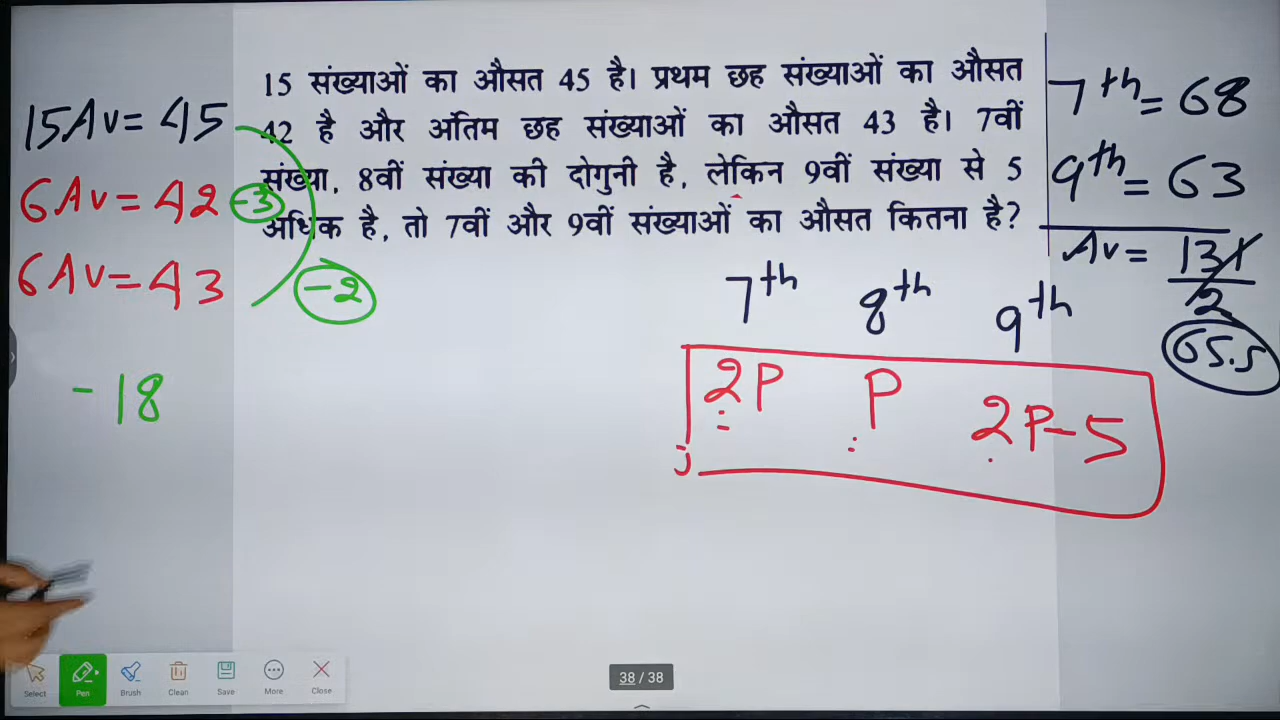 15 संख्याओं का औसत 45 है। प्रथम छह संख्याओं का औसत
42 है और अंतिम छह संख्याओं का औसत 43 है। 7वीं
संख्या, 8वीं संख्या की दोगुनी है, लेकिन 9वीं संख्या से 5
अधिक है, तो 7वीं और 9वीं संख्याओं का औसत कितना है?
15Av= 45
6Av= 42 -3
6Av= 43
-2
-18
7th 8th 9th
2P P 2P-5
7th= 68
9th= 63
Av= 131/2
65.5
Select Pen Brush Clean Save More Close
38 / 38